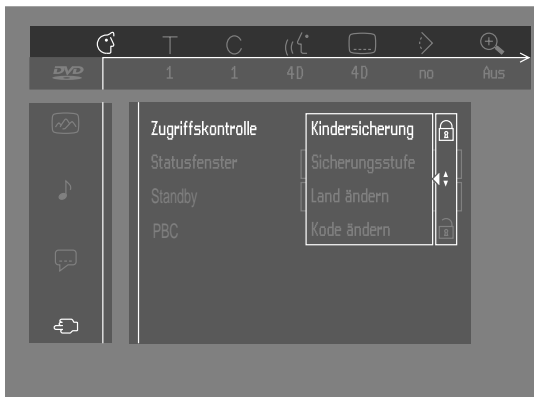 T C
DVD 1 1 4D 4D no Aus
Zugriffskontrolle Kindersicherung
Statusfenster Sicherungsstufe
Standby Land ändern
PBC Kode ändern